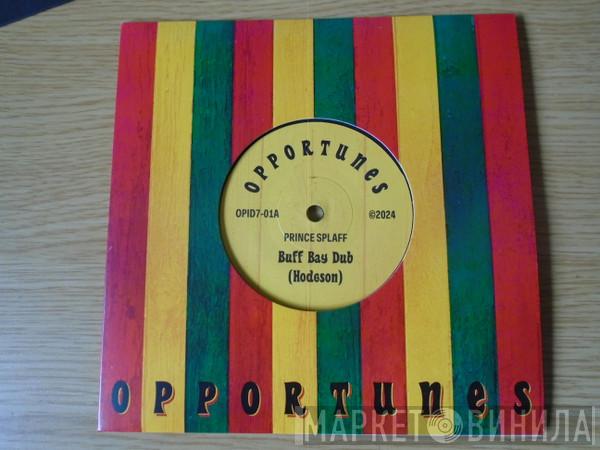 OPPORTUNES
OPID7-01A
©2024
PRINCE SPLAFF
Buff Bay Dub
(Hodgson)
OPPORTUNES
МАРКЕТ ВИНИЛА